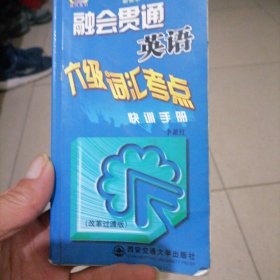 融会贯通
英语
六级词汇考点
快训手册
(改革过渡版)
西安交通大学出版社